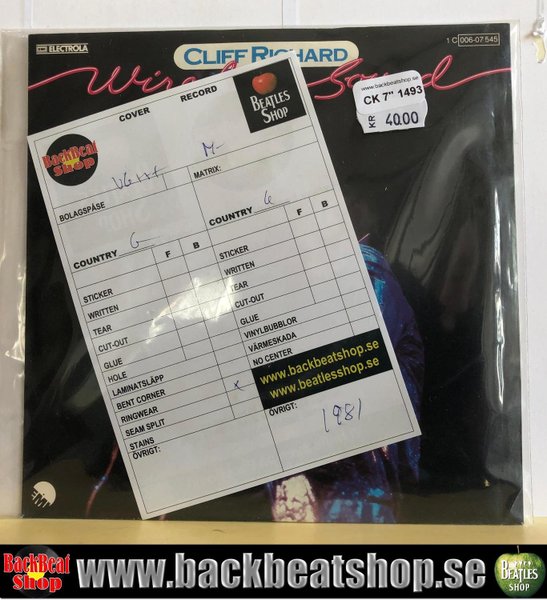 EMI ELECTROLA
1 C 006-07 545
CLIFF RICHARD
Wired Sound
www.backbeatshop.se
CK 7" 1493
KR 40.00
COVER RECORD
BackBeat Shop
BEATLES SHOP
VG+++ M-
BOLAGSPÅSE MATRIX:
COUNTRY G COUNTRY G
F B F B
STICKER STICKER
WRITTEN WRITTEN
TEAR TEAR
CUT-OUT CUT-OUT
GLUE GLUE
HOLE VINYLBUBBLOR
LAMINATSLÄPP VÄRMESKADA
BENT CORNER x NO CENTER
RINGWEAR www.backbeatshop.se
SEAM SPLIT www.beatlesshop.se
STAINS ÖVRIGT:
ÖVRIGT: 1981
EMI
BackBeat Shop www.backbeatshop.se BEATLES SHOP